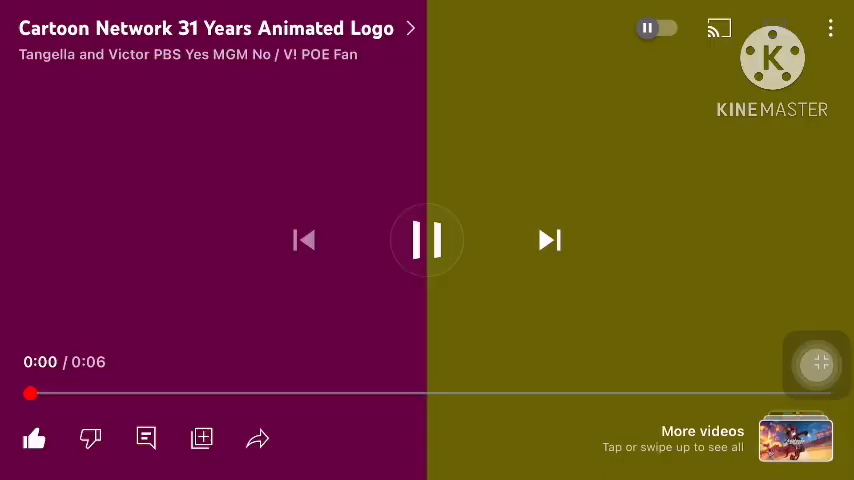 Cartoon Network 31 Years Animated Logo
Tangella and Victor PBS Yes MGM No / V! POE Fan
K
KINEMASTER
0:00 / 0:06
More videos
Tap or swipe up to see all